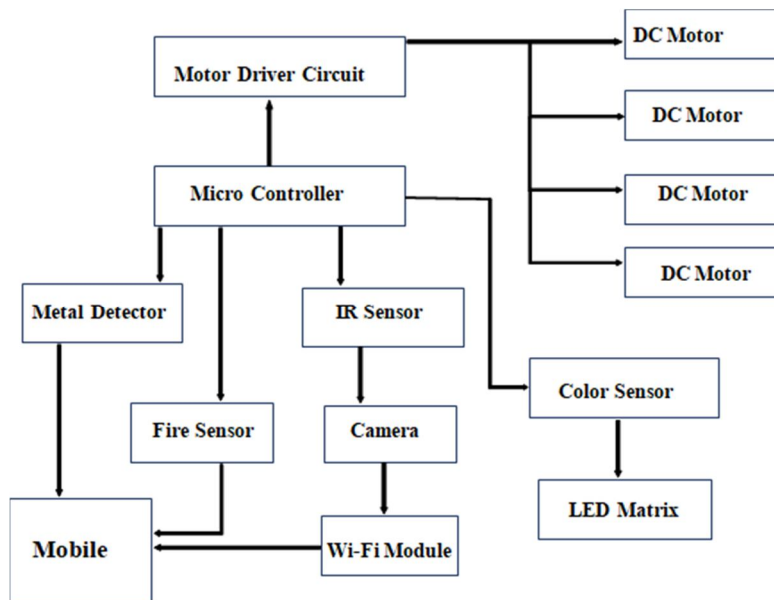 DC Motor
Motor Driver Circuit
DC Motor
Micro Controller
DC Motor
DC Motor
Metal Detector
IR Sensor
Color Sensor
Fire Sensor
Camera
LED Matrix
Mobile
Wi-Fi Module